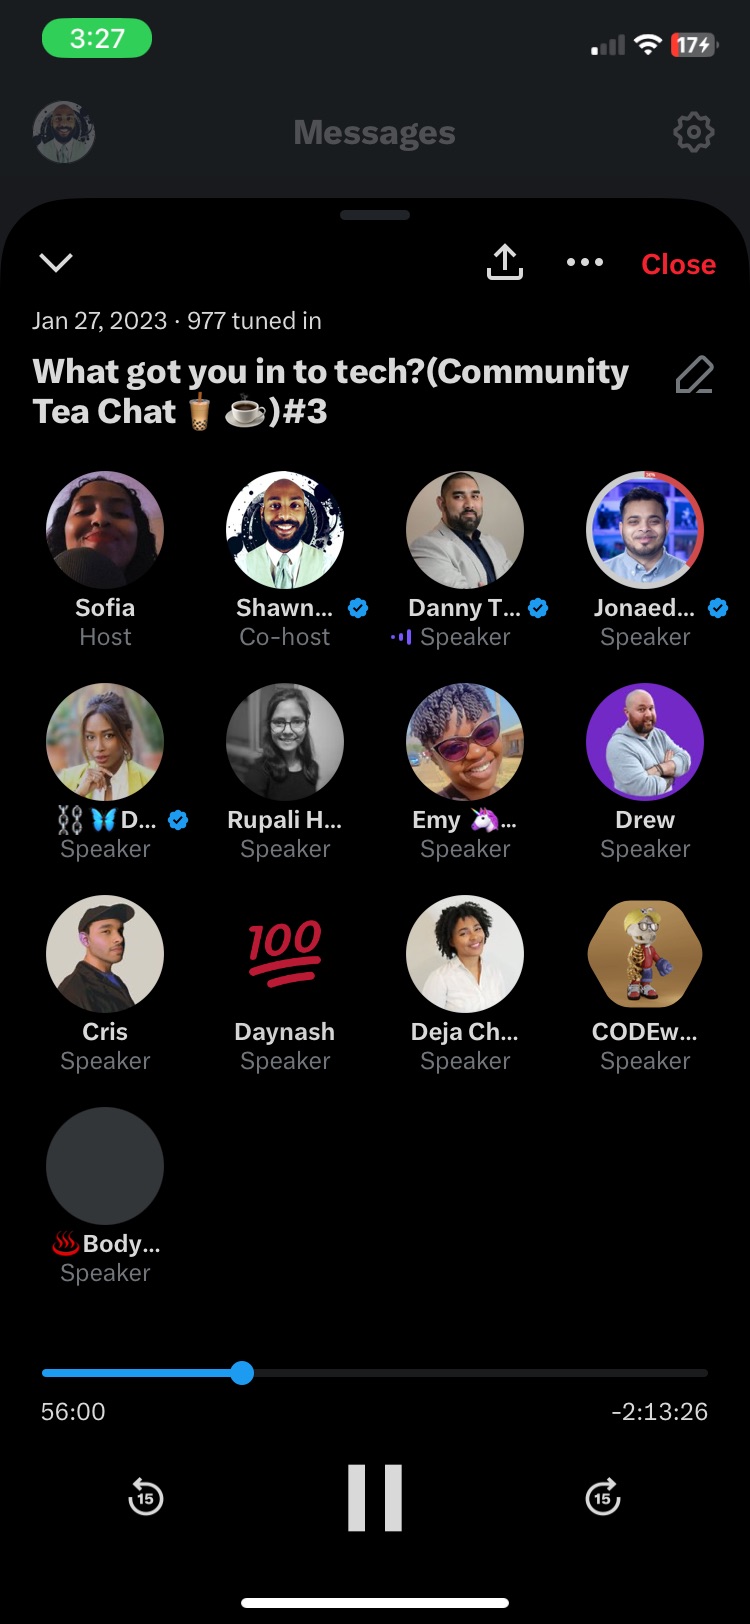 3:27
17
Messages
Close
Jan 27, 2023 · 977 tuned in
What got you in to tech?(Community
Tea Chat 🧋 ☕)#3
Sofia
Host
Shawn...
Co-host
Danny T...
Speaker
Jonaed...
Speaker
⛓🦋D...
Speaker
Rupali H...
Speaker
Emy 🦄...
Speaker
Drew
Speaker
Cris
Speaker
100
Daynash
Speaker
Deja Ch...
Speaker
CODEw...
Speaker
♨️Body...
Speaker
56:00
-2:13:26
15
15